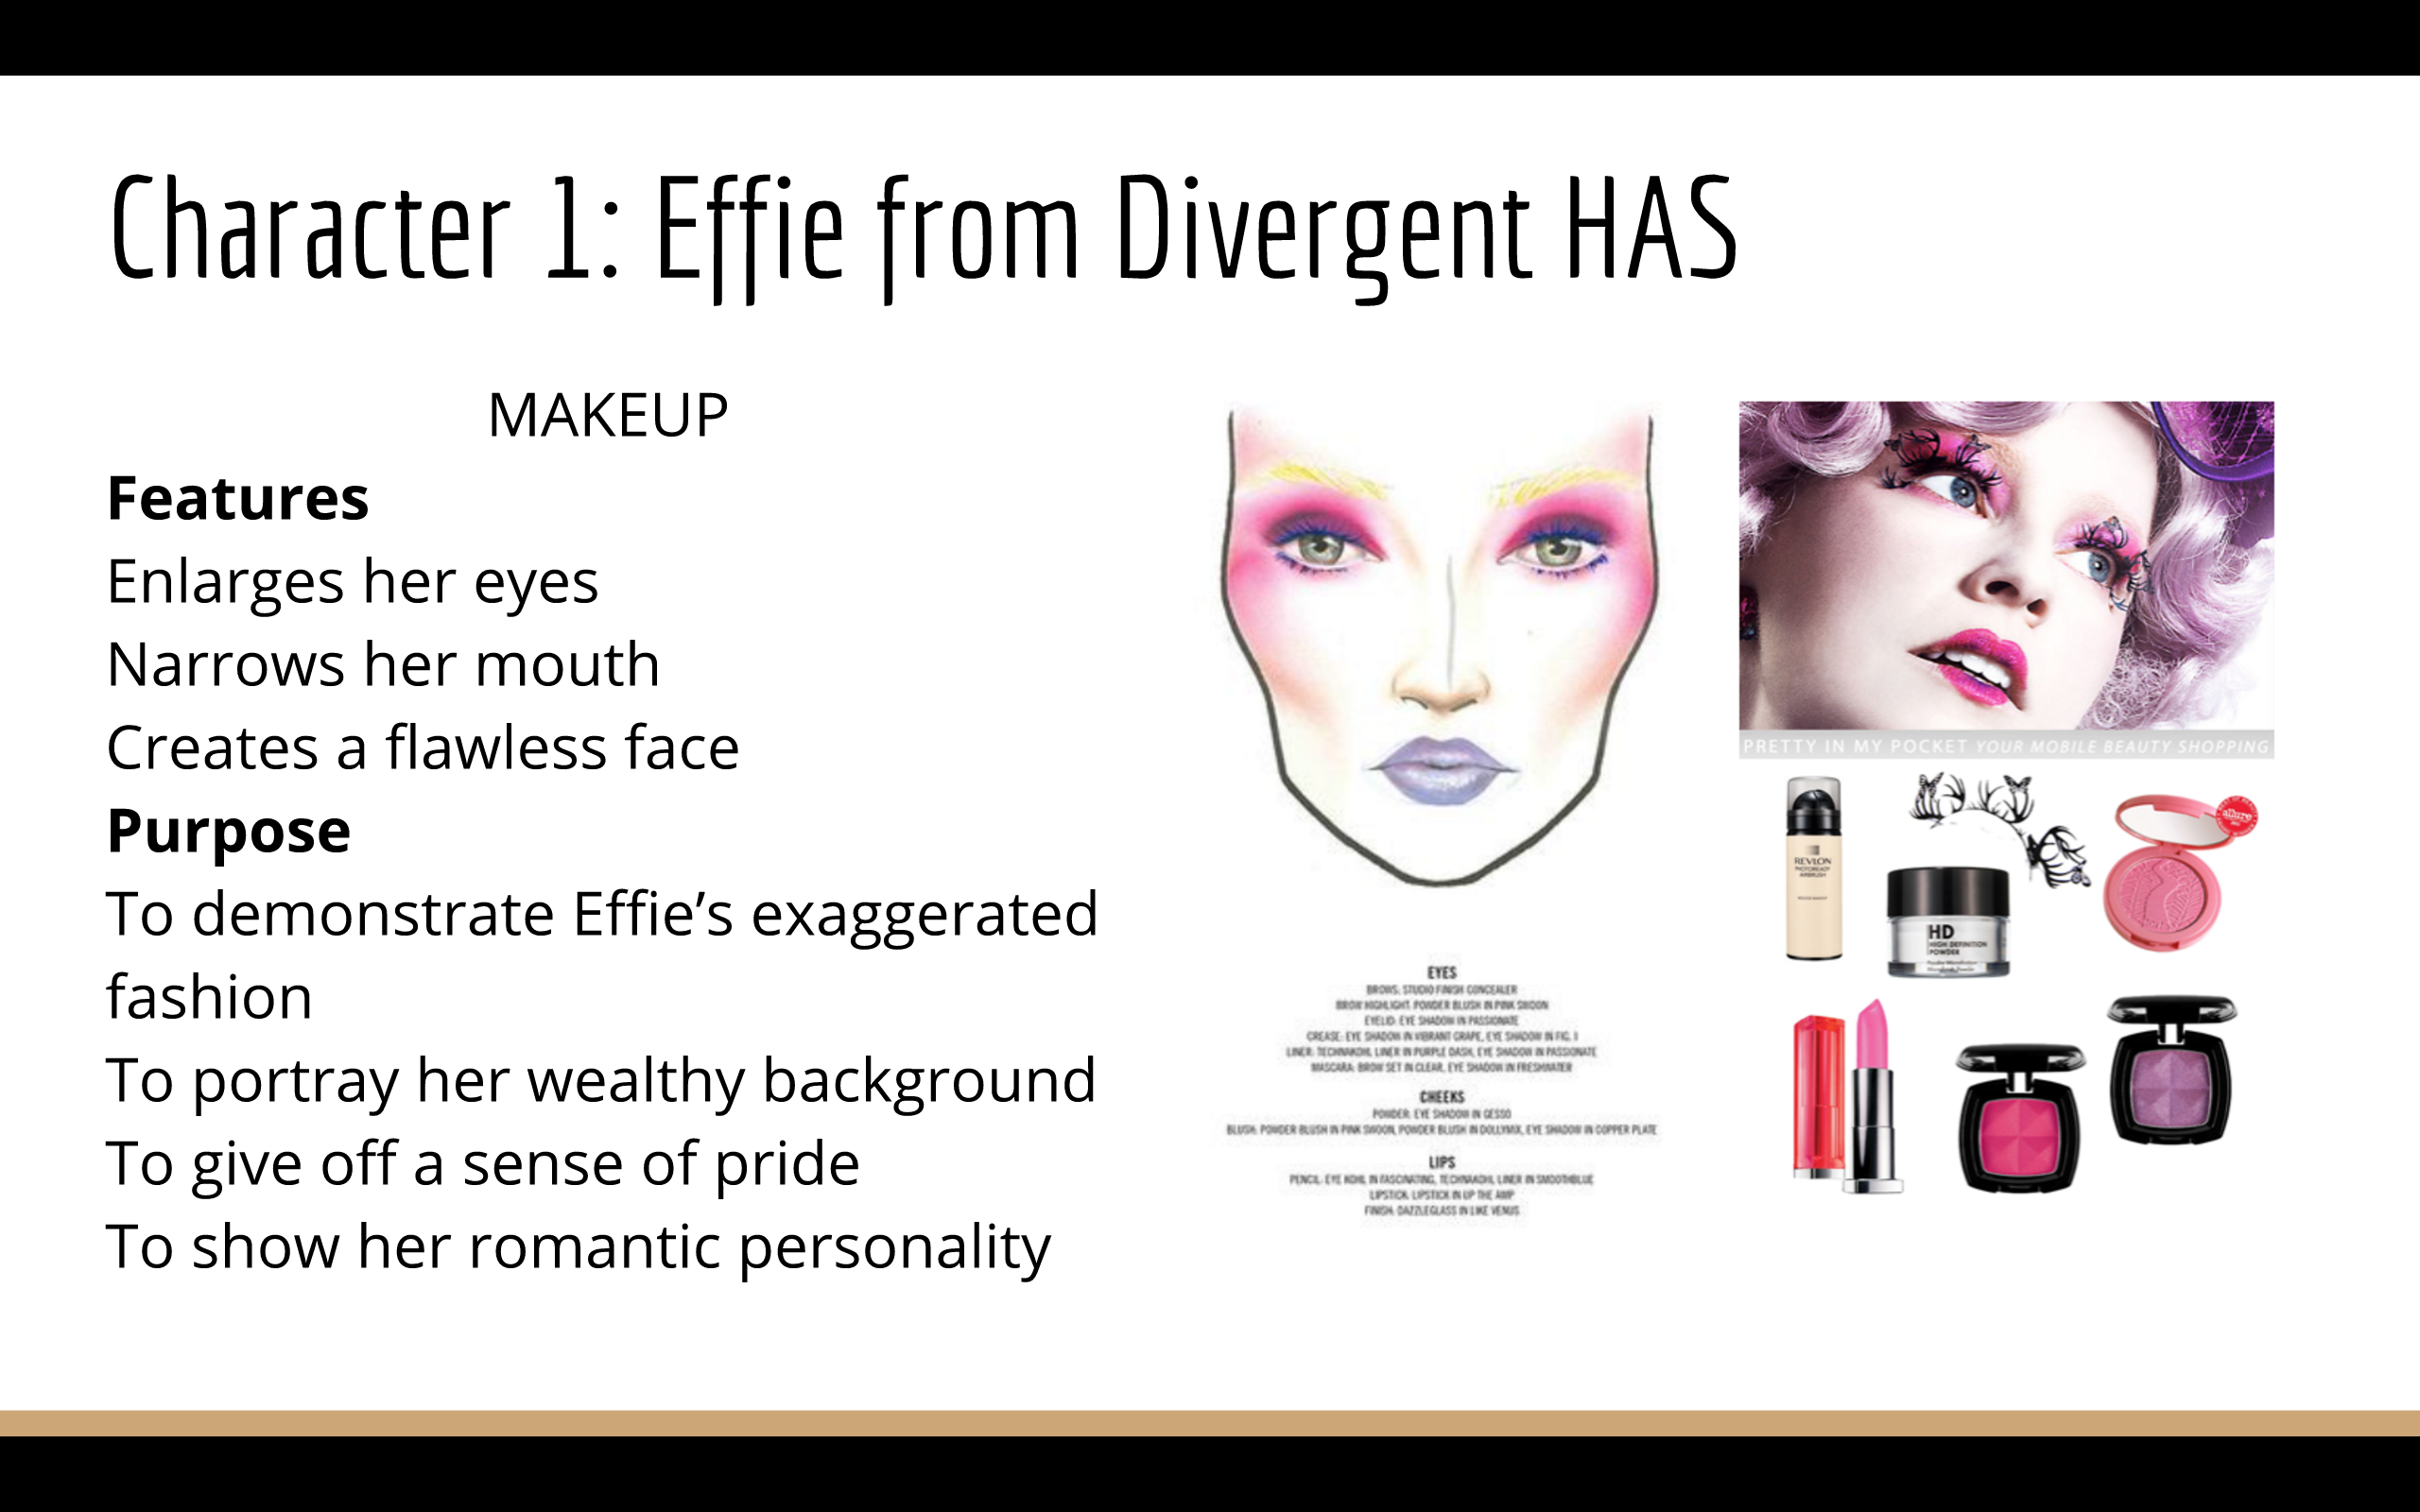 Character 1: Effie from Divergent HAS
MAKEUP
Features
Enlarges her eyes
Narrows her mouth
Creates a flawless face
Purpose
To demonstrate Effie’s exaggerated
fashion
To portray her wealthy background
To give off a sense of pride
To show her romantic personality
EYES
BROWS: STUDIO FINISH CONCEALER
BROW HIGHLIGHT: POWDER BLUSH IN PINK SWOON
EYELID: EYE SHADOW IN PASSIONATE
CREASE: EYE SHADOW IN VIBRANT GRAPE, EYE SHADOW IN FIG. 1
LINER: TECHNAKOHL LINER IN PURPLE DASH, EYE SHADOW IN PASSIONATE
MASCARA: BROW SET IN CLEAR, EYE SHADOW IN FRESHWATER
CHEEKS
POWDER: EYE SHADOW IN GESSO
BLUSH: POWDER BLUSH IN PINK SWOON, POWDER BLUSH IN DOLLYMIX, EYE SHADOW IN COPPER PLATE
LIPS
PENCIL: EYE KOHL IN FASCINATING, TECHNAKOHL LINER IN SMOOTHBLUE
LIPSTICK: LIPSTICK IN UP THE AMP
FINISH: DAZZLEGLASS IN LIKE VENUS
PRETTY IN MY POCKET YOUR MOBILE BEAUTY SHOPPING
REVLON
PHOTOREADY
AIRBRUSH
HD
HIGH DEFINITION
POWDER
allure